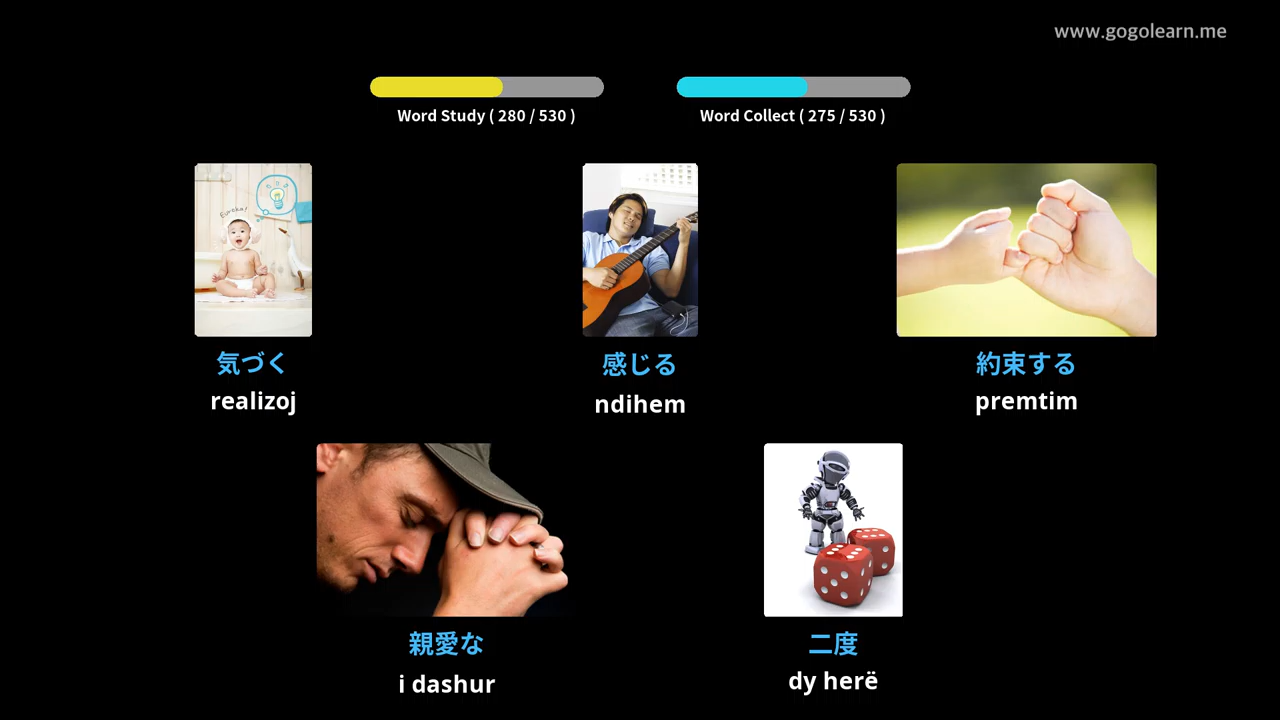 www.gogolearn.me
Word Study ( 280 / 530 )
Word Collect ( 275 / 530 )
Eureka!
気づく
realizoj
感じる
ndihem
約束する
premtim
親愛な
i dashur
二度
dy herë